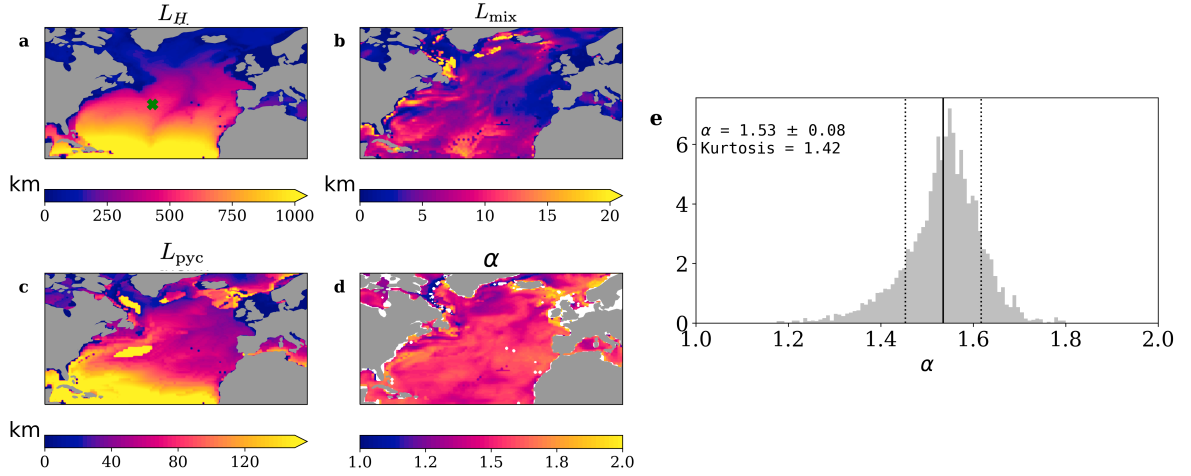 a
L_H
b
L_mix
km
0 250 500 750 1000
km
0 5 10 15 20
c
L_pyc
d
α
km
0 40 80 120
1.0 1.2 1.5 1.8 2.0
e
α = 1.53 ± 0.08
Kurtosis = 1.42
6
4
2
0
1.0 1.2 1.4 1.6 1.8 2.0
α